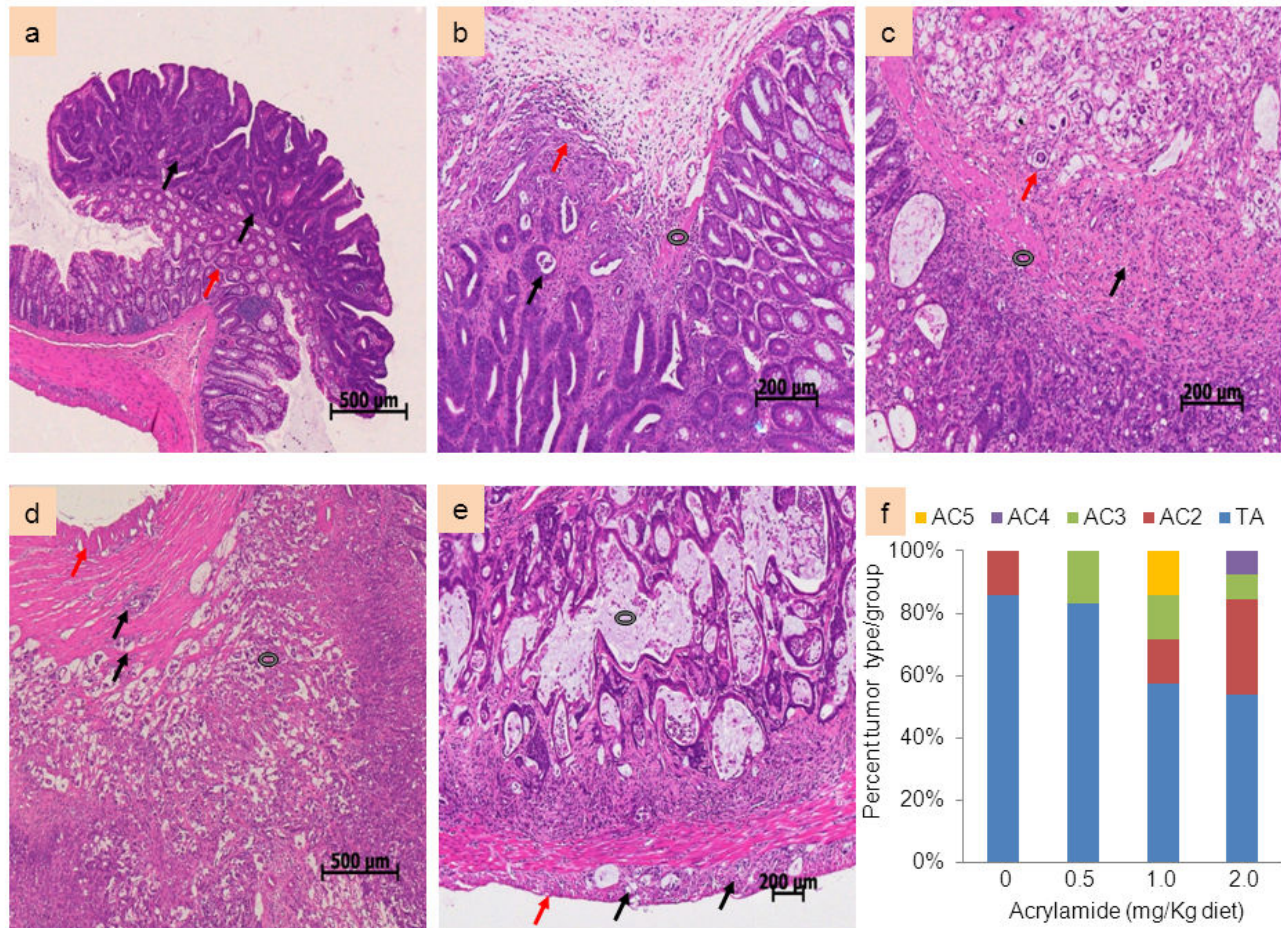 a
500 µm
b
200 µm
c
200 µm
d
500 µm
e
200 µm
f
AC5 AC4 AC3 AC2 TA
Percent tumor type/group
100%
80%
60%
40%
20%
0%
0 0.5 1.0 2.0
Acrylamide (mg/Kg diet)